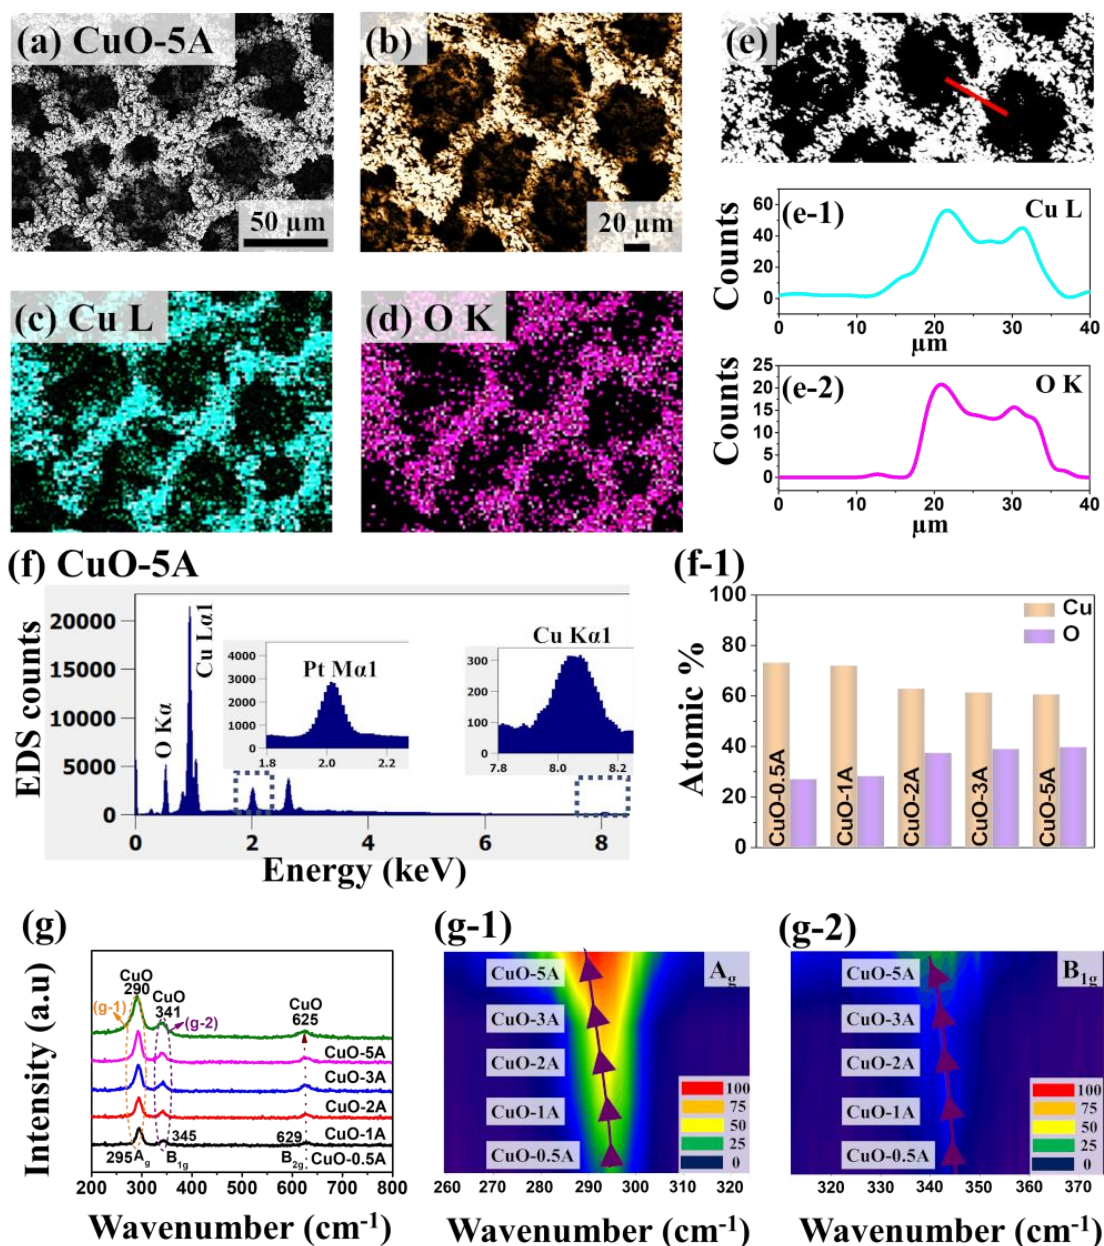 (a) CuO-5A
50 µm
(b)
20 µm
(e)
(c) Cu L
(d) O K
(e-1)
Cu L
Counts
60
40
20
0
0 10 20 30 40
µm
(e-2)
O K
Counts
25
20
15
10
5
0
0 10 20 30 40
µm
(f) CuO-5A
EDS counts
20000
15000
10000
5000
0
0 2 4 6 8
Energy (keV)
O Kα
Cu Lα1
Pt Mα1
4000
3000
2000
1000
0
1.8 2.0 2.2
Cu Kα1
300
200
100
0
7.8 8.0 8.2
(f-1)
Atomic %
100
80
60
40
20
0
Cu
O
CuO-0.5A
CuO-1A
CuO-2A
CuO-3A
CuO-5A
(g)
Intensity (a.u)
CuO
290
CuO
341
CuO
625
(g-1)
(g-2)
CuO-5A
CuO-3A
CuO-2A
CuO-1A
CuO-0.5A
295 Ag
345
B1g
629
B2g
200 300 400 500 600 700 800
Wavenumber (cm-1)
(g-1)
Ag
CuO-5A
CuO-3A
CuO-2A
CuO-1A
CuO-0.5A
100
75
50
25
0
260 280 300 320
Wavenumber (cm-1)
(g-2)
B1g
CuO-5A
CuO-3A
CuO-2A
CuO-1A
CuO-0.5A
100
75
50
25
0
320 330 340 350 360 370
Wavenumber (cm-1)